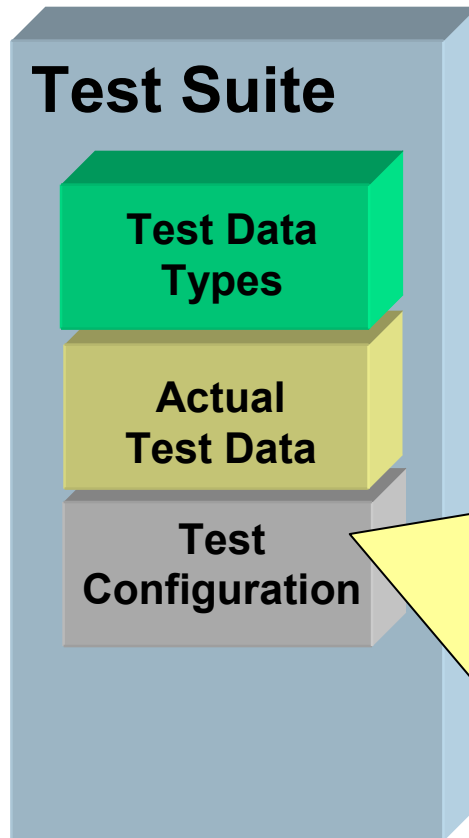 Test Suite
Test Data
Types
Actual
Test Data
Test
Configuration